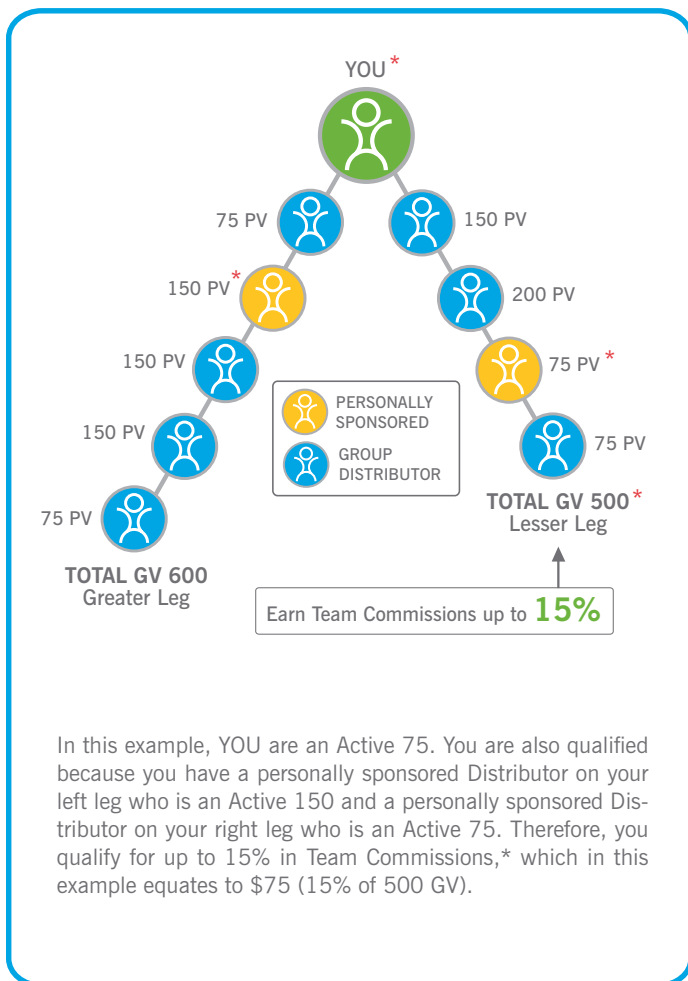 YOU*
75 PV
150 PV
150 PV*
200 PV
150 PV
75 PV*
PERSONALLY
SPONSORED
150 PV
GROUP
DISTRIBUTOR
75 PV
75 PV
TOTAL GV 500*
Lesser Leg
TOTAL GV 600
Greater Leg
Earn Team Commissions up to 15%
In this example, YOU are an Active 75. You are also qualified
because you have a personally sponsored Distributor on your
left leg who is an Active 150 and a personally sponsored Dis-
tributor on your right leg who is an Active 75. Therefore, you
qualify for up to 15% in Team Commissions,* which in this
example equates to $75 (15% of 500 GV).